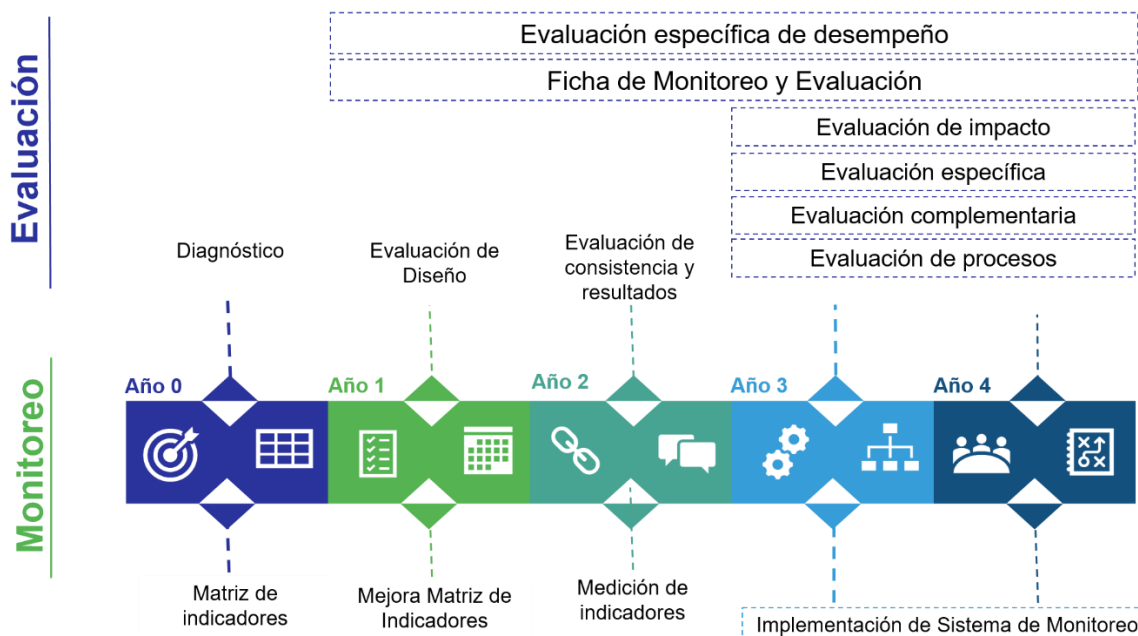 Evaluación
Evaluación específica de desempeño
Ficha de Monitoreo y Evaluación
Evaluación de impacto
Evaluación específica
Evaluación complementaria
Evaluación de procesos
Diagnóstico
Evaluación de
Diseño
Evaluación de
consistencia y
resultados
Monitoreo
Año 0
Año 1
Año 2
Año 3
Año 4
Matriz de
indicadores
Mejora Matriz de
Indicadores
Medición de
indicadores
Implementación de Sistema de Monitoreo